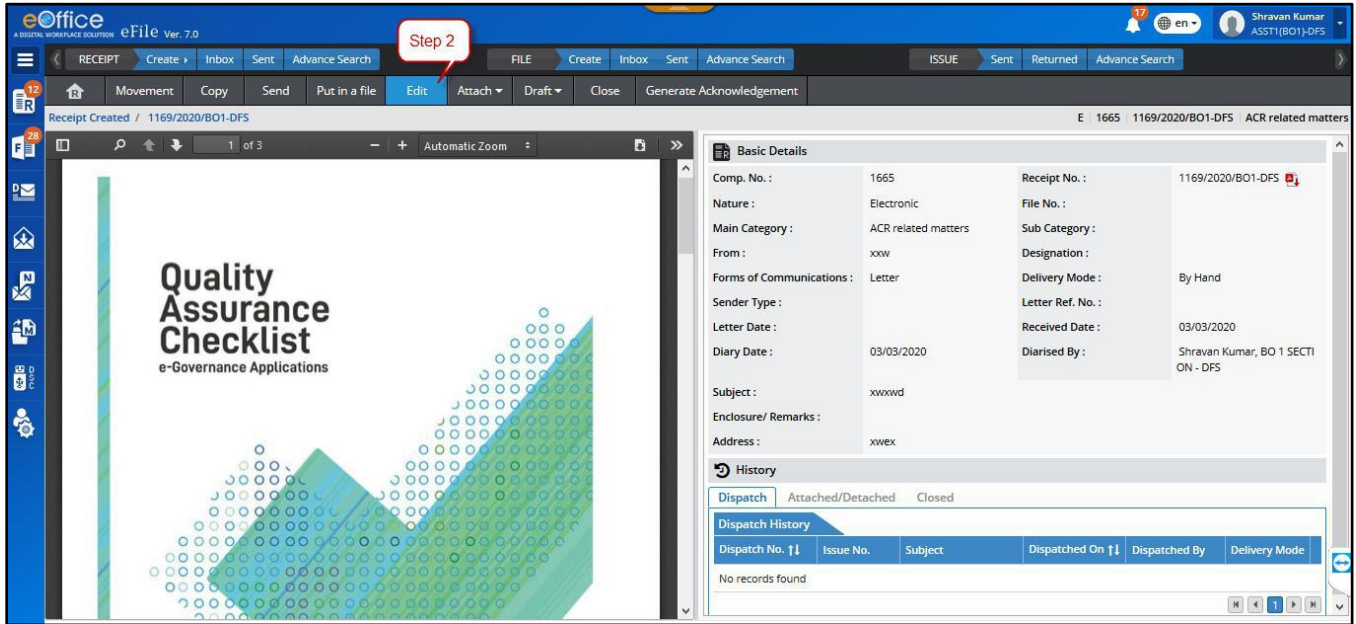 eOffice
A DIGITAL WORKPLACE SOLUTION eFile Ver. 7.0
17 en Shravan Kumar
ASST1(BO1)-DFS
Step 2
RECEIPT Create Inbox Sent Advance Search FILE Create Inbox Sent Advance Search ISSUE Sent Returned Advance Search
12 R Movement Copy Send Put in a file Edit Attach Draft Close Generate Acknowledgement
Receipt Created / 1169/2020/BO1-DFS E 1665 1169/2020/BO1-DFS ACR related matters
28
F
1 of 3 − + Automatic Zoom
Quality
Assurance
Checklist
e-Governance Applications
D
N
M
DSC
Basic Details
Comp. No. : 1665 Receipt No. : 1169/2020/BO1-DFS
Nature : Electronic File No. :
Main Category : ACR related matters Sub Category :
From : xxw Designation :
Forms of Communications : Letter Delivery Mode : By Hand
Sender Type : Letter Ref. No. :
Letter Date : Received Date : 03/03/2020
Diary Date : 03/03/2020 Diarised By : Shravan Kumar, BO 1 SECTI
ON - DFS
Subject : xwxwd
Enclosure/ Remarks :
Address : xwex
History
Dispatch Attached/Detached Closed
Dispatch History
Dispatch No. Issue No. Subject Dispatched On Dispatched By Delivery Mode
No records found
1